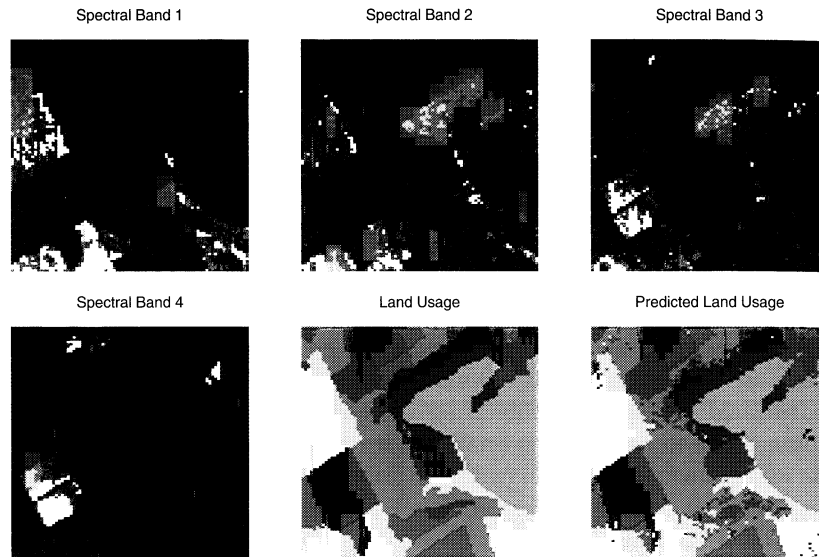 Spectral Band 1
Spectral Band 2
Spectral Band 3
Spectral Band 4
Land Usage
Predicted Land Usage